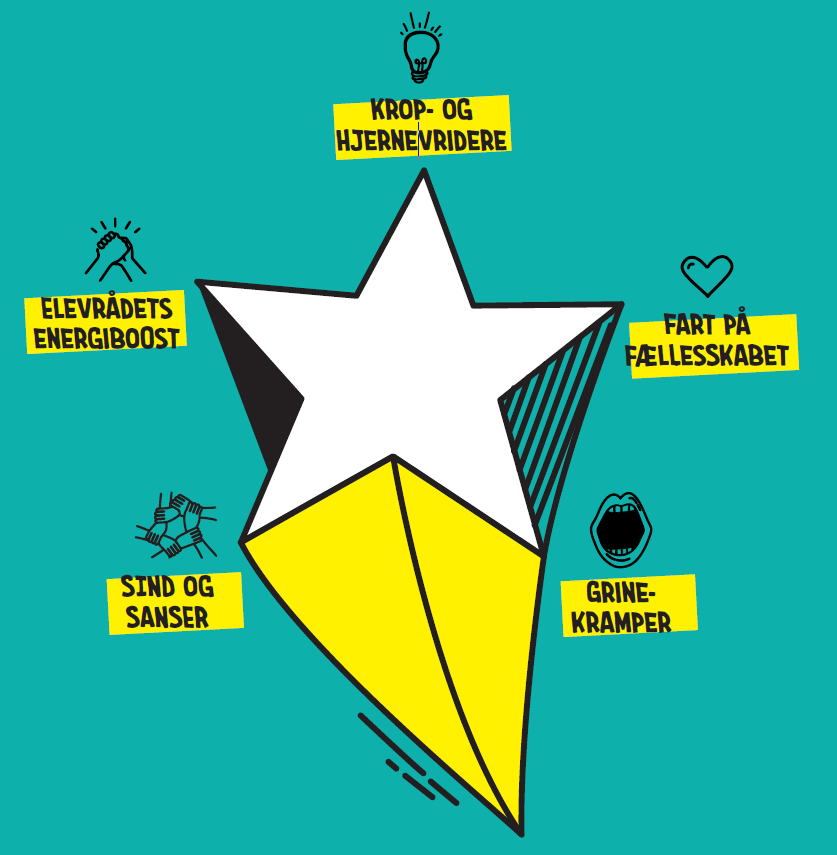 KROP- OG
HJERNEVRIDERE
ELEVRÅDETS
ENERGIBOOST
FART PÅ
FÆLLESSKABET
SIND OG
SANSER
GRINE-
KRAMPER